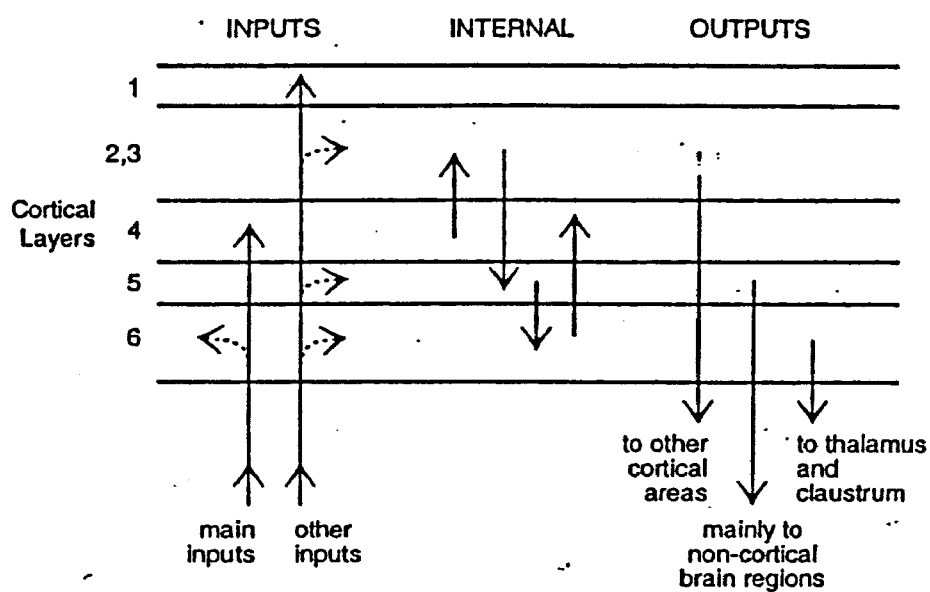 INPUTS INTERNAL OUTPUTS
1
2,3
Cortical
Layers
4
5
6
to other
cortical
areas
to thalamus
and
claustrum
main
inputs
other
inputs
mainly to
non-cortical
brain regions